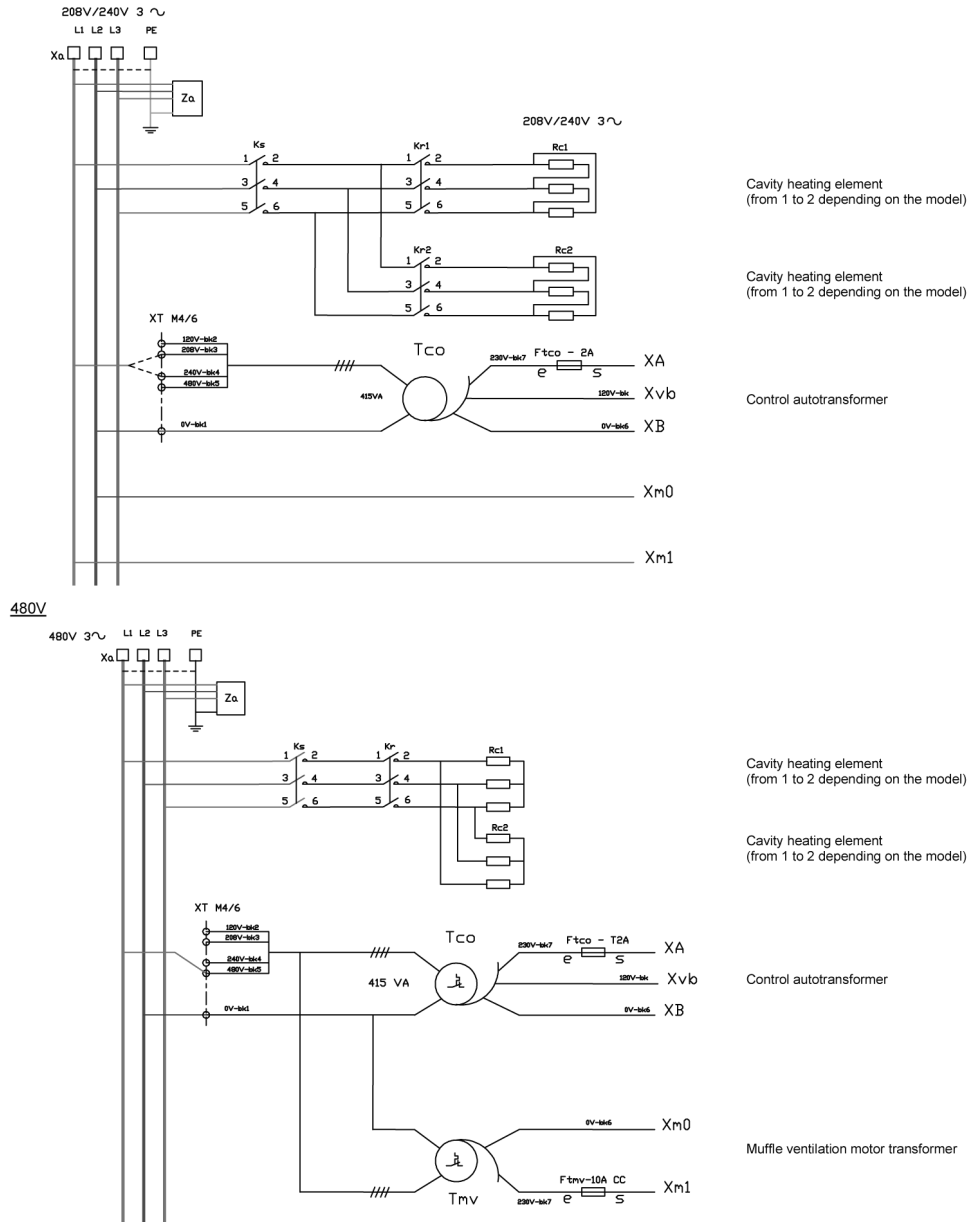 208V/240V 3 ∿
L1 L2 L3 PE
Xa
Za
208V/240V 3∿
Ks
Kr1
Rc1
1 2 1 2
3 4 3 4
5 6 5 6
Cavity heating element
(from 1 to 2 depending on the model)
Kr2
Rc2
1 2
3 4
5 6
Cavity heating element
(from 1 to 2 depending on the model)
XT M4/6
120V-bk2
208V-bk3
240V-bk4
480V-bk5
0V-bk1
Tco
415VA
230V-bk7 Ftco - 2A XA
e s
120V-bk Xvb
0V-bk6 XB
Control autotransformer
Xm0
Xm1
480V
480V 3∿ L1 L2 L3 PE
Xa
Za
Ks
Kr
Rc1
1 2 1 2
3 4 3 4
5 6 5 6
Rc2
Cavity heating element
(from 1 to 2 depending on the model)
Cavity heating element
(from 1 to 2 depending on the model)
XT M4/6
120V-bk2
208V-bk3
240V-bk4
480V-bk5
0V-bk1
Tco
415 VA
230V-bk7 Ftco - T2A XA
e s
120V-bk Xvb
0V-bk6 XB
Control autotransformer
0V-bk6 Xm0
Muffle ventilation motor transformer
Tmv
230V-bk7 Ftmv-10A CC Xm1
e s